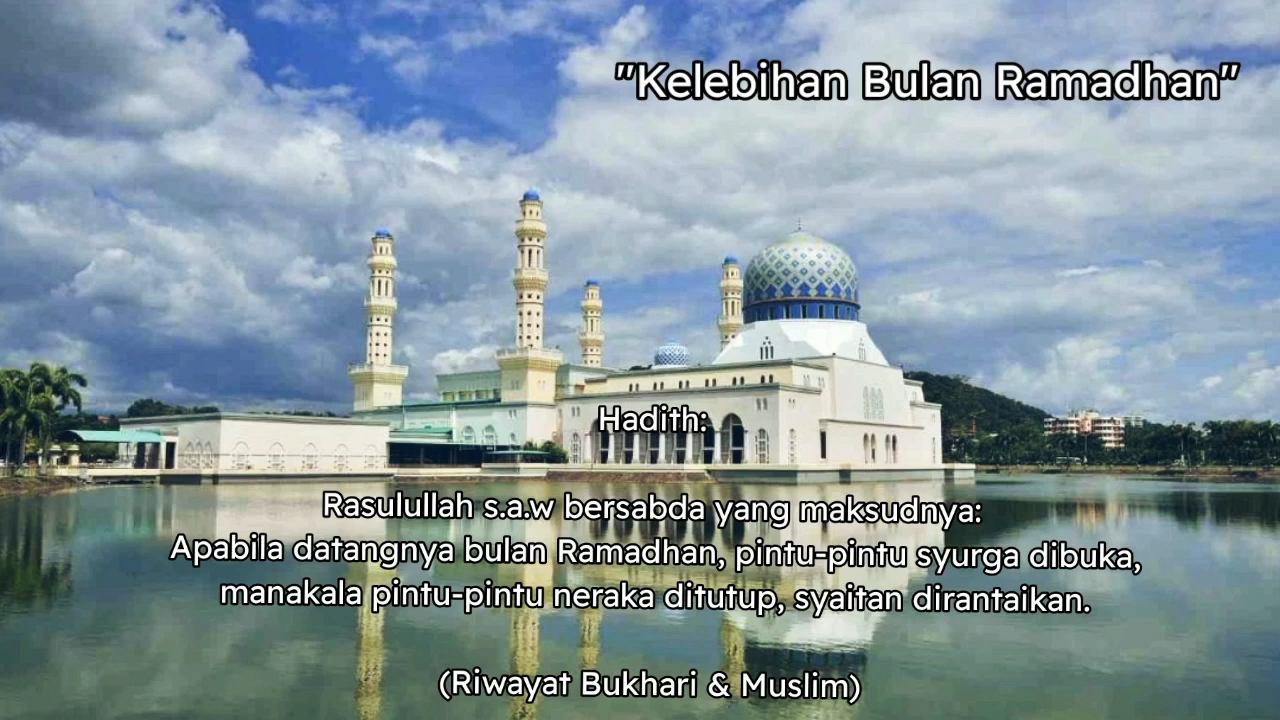 "Kelebihan Bulan Ramadhan"
Hadith:
Rasulullah s.a.w bersabda yang maksudnya:
Apabila datangnya bulan Ramadhan, pintu-pintu syurga dibuka,
manakala pintu-pintu neraka ditutup, syaitan dirantaikan.
(Riwayat Bukhari & Muslim)